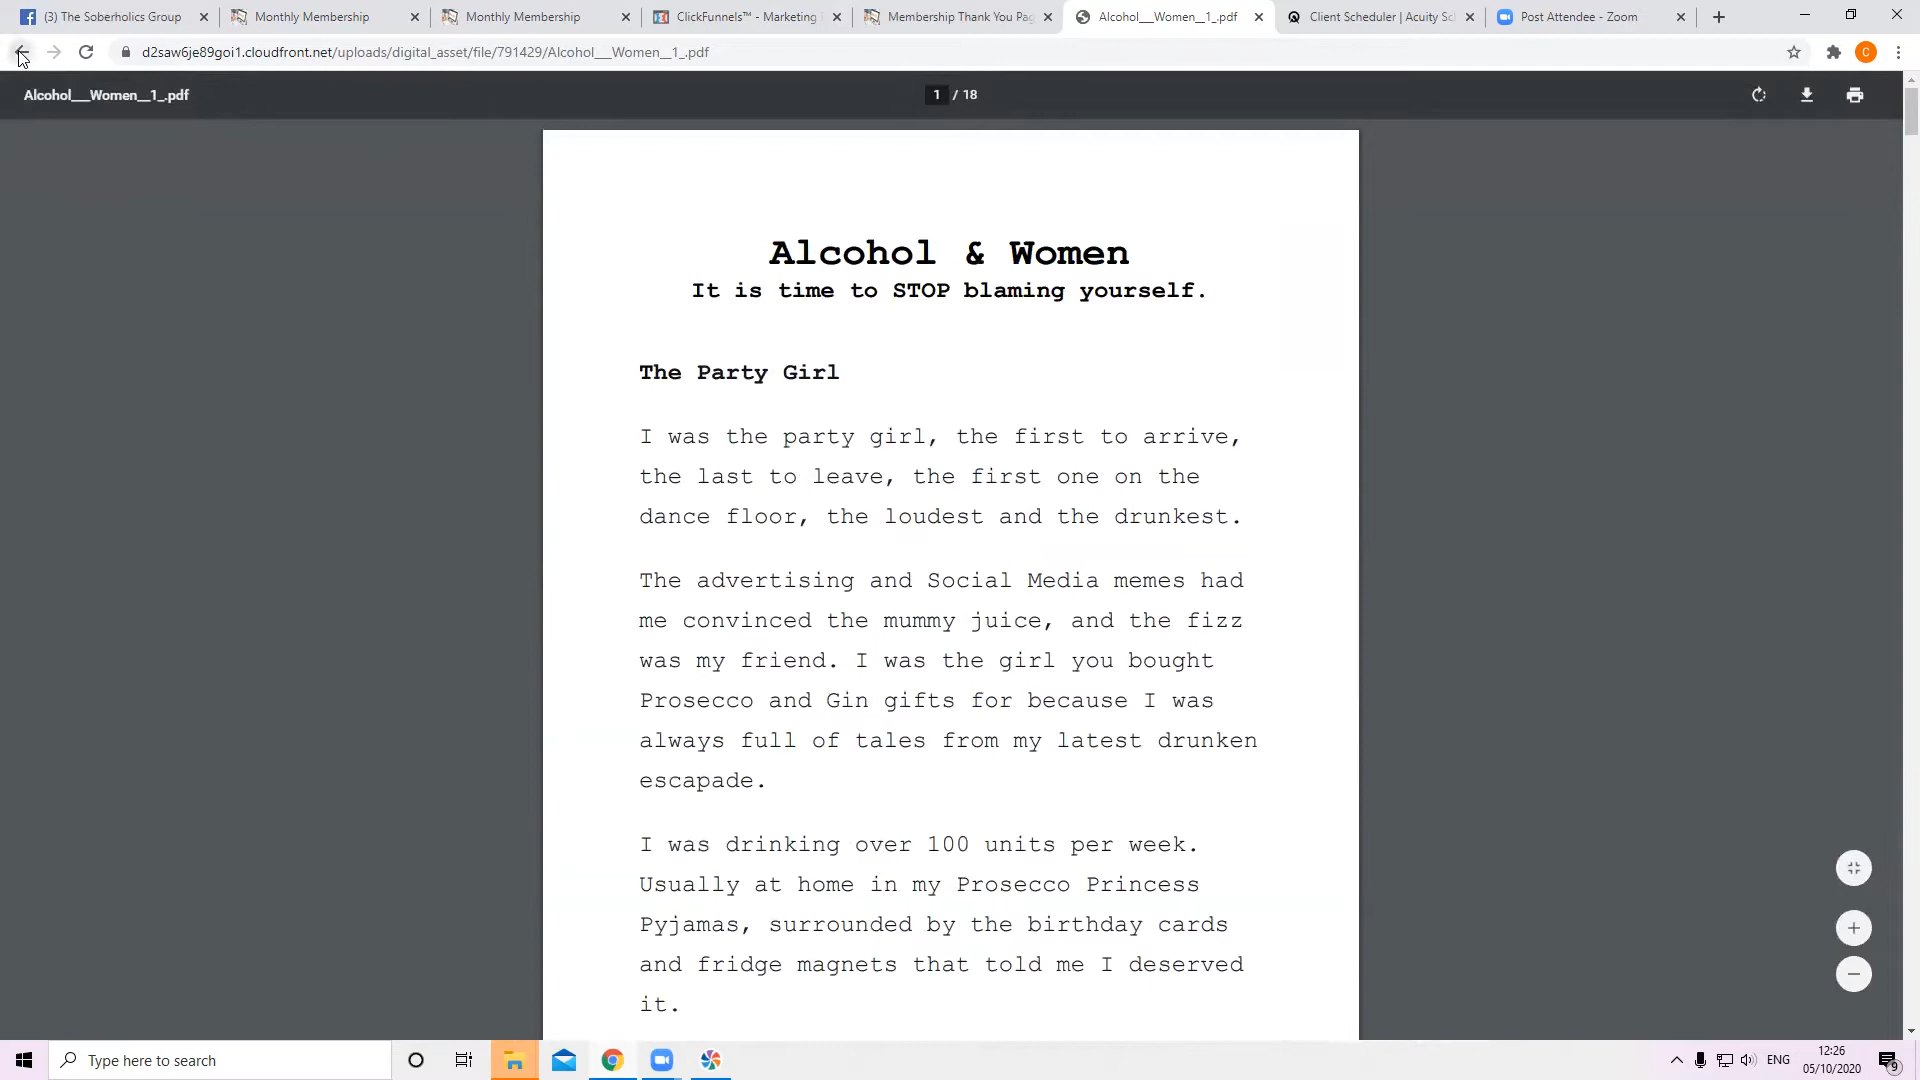 (3) The Soberholics Group
Monthly Membership
Monthly Membership
ClickFunnels™ - Marketing
Membership Thank You Pag
Alcohol___Women__1_.pdf
Client Scheduler | Acuity Sc
Post Attendee - Zoom
d2saw6je89goi1.cloudfront.net/uploads/digital_asset/file/791429/Alcohol___Women__1_.pdf
C
Alcohol___Women__1_.pdf
1 / 18
Alcohol & Women
It is time to STOP blaming yourself.
The Party Girl
I was the party girl, the first to arrive,
the last to leave, the first one on the
dance floor, the loudest and the drunkest.
The advertising and Social Media memes had
me convinced the mummy juice, and the fizz
was my friend. I was the girl you bought
Prosecco and Gin gifts for because I was
always full of tales from my latest drunken
escapade.
I was drinking over 100 units per week.
Usually at home in my Prosecco Princess
Pyjamas, surrounded by the birthday cards
and fridge magnets that told me I deserved
it.
Type here to search
ENG
12:26
05/10/2020
9